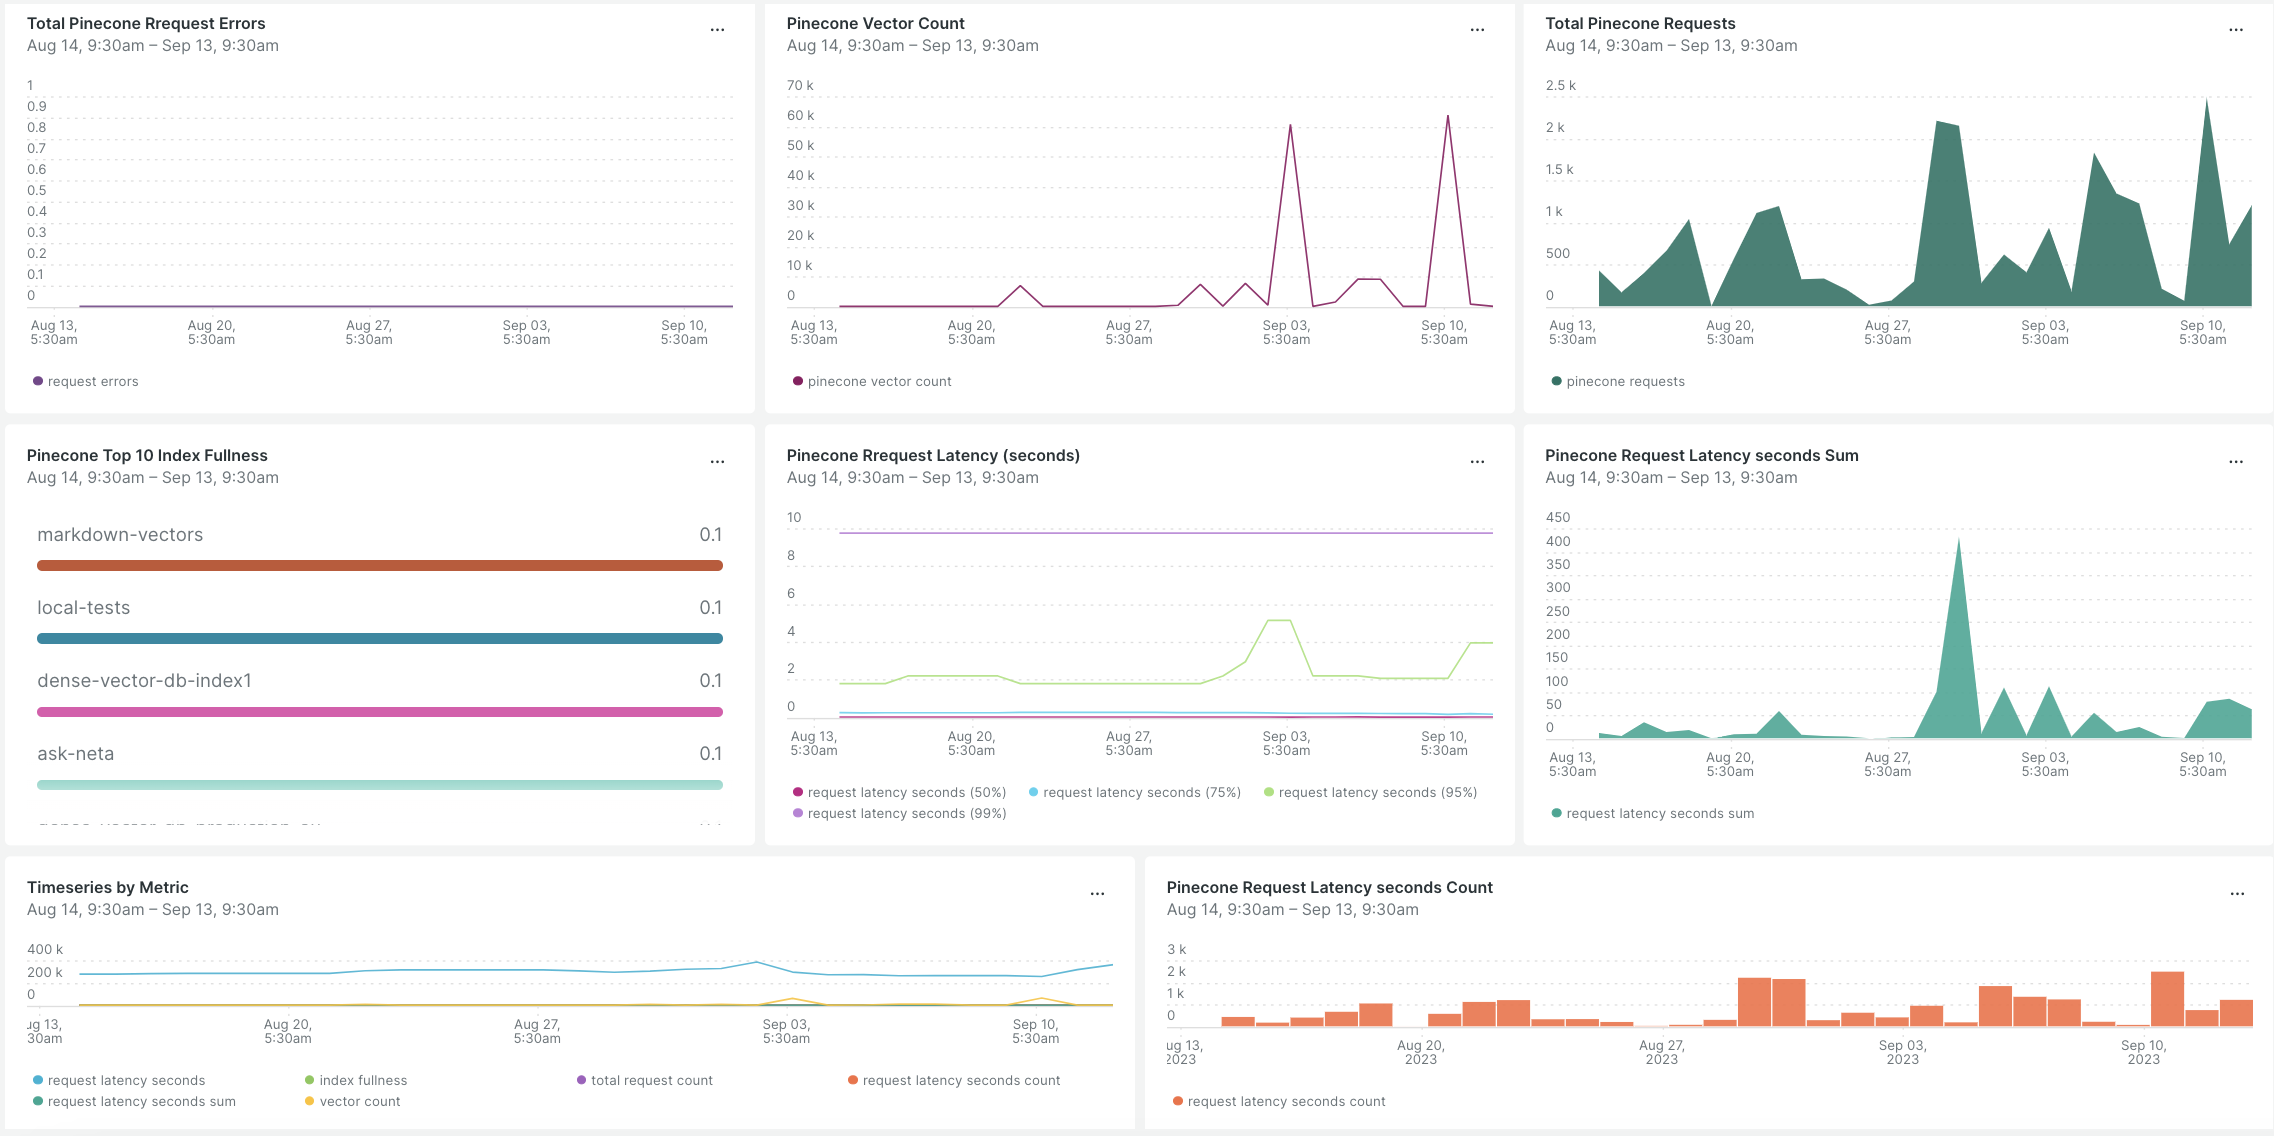 Total Pinecone Rrequest Errors
Aug 14, 9:30am – Sep 13, 9:30am
1
0.9
0.8
0.7
0.6
0.5
0.4
0.3
0.2
0.1
0
Aug 13, 5:30am
Aug 20, 5:30am
Aug 27, 5:30am
Sep 03, 5:30am
Sep 10, 5:30am
request errors
Pinecone Vector Count
Aug 14, 9:30am – Sep 13, 9:30am
70 k
60 k
50 k
40 k
30 k
20 k
10 k
0
Aug 13, 5:30am
Aug 20, 5:30am
Aug 27, 5:30am
Sep 03, 5:30am
Sep 10, 5:30am
pinecone vector count
Total Pinecone Requests
Aug 14, 9:30am – Sep 13, 9:30am
2.5 k
2 k
1.5 k
1 k
500
0
Aug 13, 5:30am
Aug 20, 5:30am
Aug 27, 5:30am
Sep 03, 5:30am
Sep 10, 5:30am
pinecone requests
Pinecone Top 10 Index Fullness
Aug 14, 9:30am – Sep 13, 9:30am
markdown-vectors 0.1
local-tests 0.1
dense-vector-db-index1 0.1
ask-neta 0.1
Pinecone Rrequest Latency (seconds)
Aug 14, 9:30am – Sep 13, 9:30am
10
8
6
4
2
0
Aug 13, 5:30am
Aug 20, 5:30am
Aug 27, 5:30am
Sep 03, 5:30am
Sep 10, 5:30am
request latency seconds (50%) request latency seconds (75%) request latency seconds (95%)
request latency seconds (99%)
Pinecone Request Latency seconds Sum
Aug 14, 9:30am – Sep 13, 9:30am
450
400
350
300
250
200
150
100
50
0
Aug 13, 5:30am
Aug 20, 5:30am
Aug 27, 5:30am
Sep 03, 5:30am
Sep 10, 5:30am
request latency seconds sum
Timeseries by Metric
Aug 14, 9:30am – Sep 13, 9:30am
400 k
200 k
0
ug 13, 30am
Aug 20, 5:30am
Aug 27, 5:30am
Sep 03, 5:30am
Sep 10, 5:30am
request latency seconds index fullness total request count request latency seconds count
request latency seconds sum vector count
Pinecone Request Latency seconds Count
Aug 14, 9:30am – Sep 13, 9:30am
3 k
2 k
1 k
0
ug 13, 2023
Aug 20, 2023
Aug 27, 2023
Sep 03, 2023
Sep 10, 2023
request latency seconds count